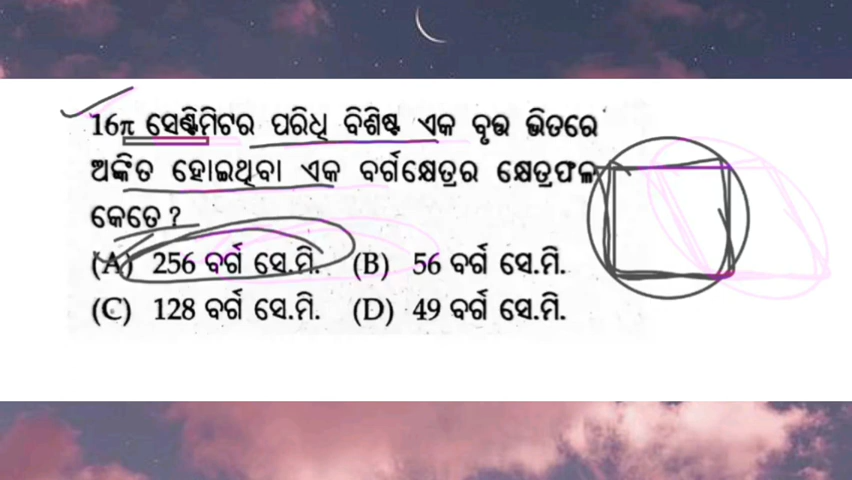 16π ସେଣ୍ଟିମିଟର ପରିଧି ବିଶିଷ୍ଟ ଏକ ବୃତ୍ତ ଭିତରେ
ଅଙ୍କିତ ହୋଇଥିବା ଏକ ବର୍ଗକ୍ଷେତ୍ରର କ୍ଷେତ୍ରଫଳ
କେତେ ?
(A) 256 ବର୍ଗ ସେ.ମି. (B) 56 ବର୍ଗ ସେ.ମି.
(C) 128 ବର୍ଗ ସେ.ମି. (D) 49 ବର୍ଗ ସେ.ମି.